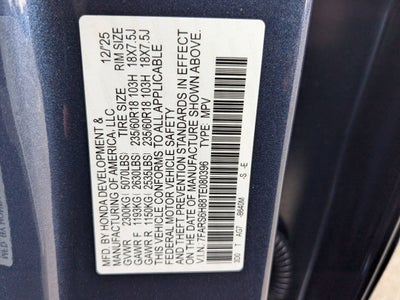 MFD. BY HONDA DEVELOPMENT & 12/25
MANUFACTURING OF AMERICA, LLC
TIRE SIZE RIM SIZE
GVWR 2300KG( 5070LBS)
GAWR F 1193KG( 2630LBS) 235/60R18 103H 18X7.5J
GAWR R 1150KG( 2535LBS) 235/60R18 103H 18X7.5J
THIS VEHICLE CONFORMS TO ALL APPLICABLE
FEDERAL MOTOR VEHICLE SAFETY
AND THEFT PREVENTION STANDARDS IN EFFECT
ON THE DATE OF MANUFACTURE SHOWN ABOVE.
V.I.N.: 7FARS6H88TE080396 TYPE: MPV